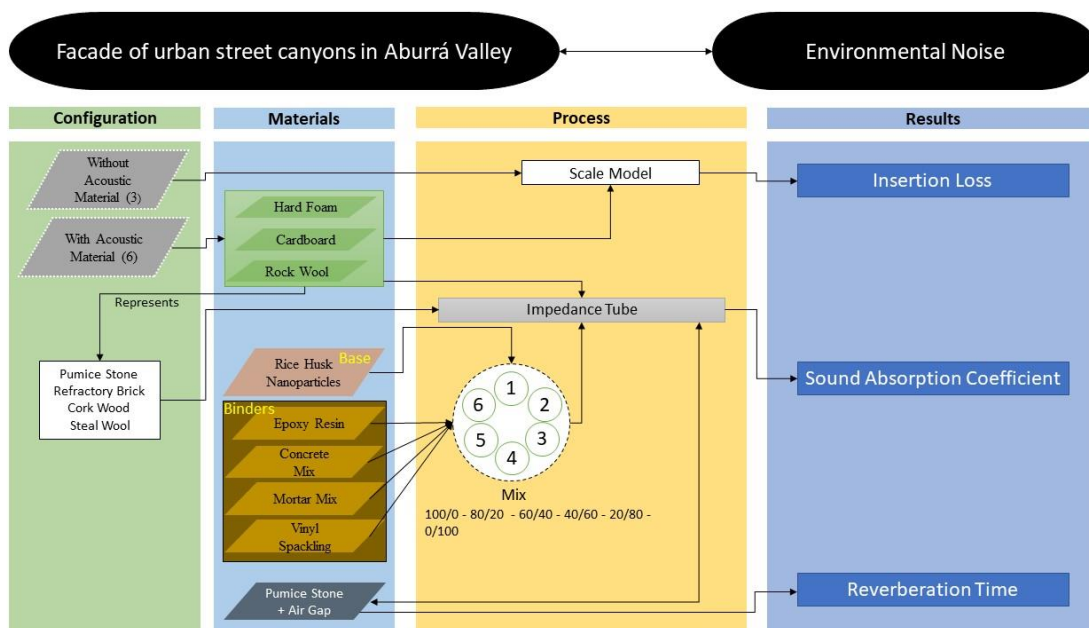 Facade of urban street canyons in Aburrá Valley
Environmental Noise
Configuration
Materials
Process
Results
Without
Acoustic
Material (3)
With Acoustic
Material (6)
Represents
Pumice Stone
Refractory Brick
Cork Wood
Steal Wool
Hard Foam
Cardboard
Rock Wool
Base
Rice Husk
Nanoparticles
Binders
Epoxy Resin
Concrete
Mix
Mortar Mix
Vinyl
Spackling
Pumice Stone
+ Air Gap
Scale Model
Impedance Tube
1
2
3
4
5
6
Mix
100/0 - 80/20 - 60/40 - 40/60 - 20/80 -
0/100
Insertion Loss
Sound Absorption Coefficient
Reverberation Time